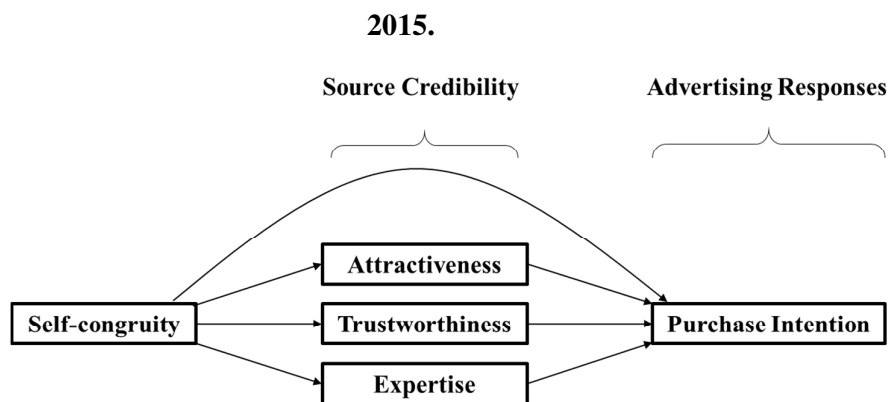 2015.
Source Credibility Advertising Responses
Attractiveness
Self-congruity Trustworthiness Purchase Intention
Expertise